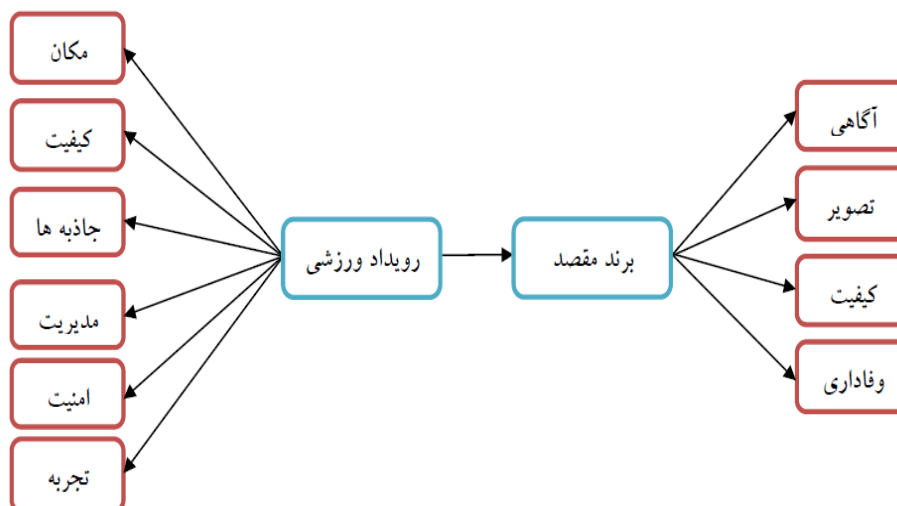 مکان
کیفیت
جاذبه ها
مدیریت
امنیت
تجربه
رویداد ورزشی
برند مقصد
آگاهی
تصویر
کیفیت
وفاداری